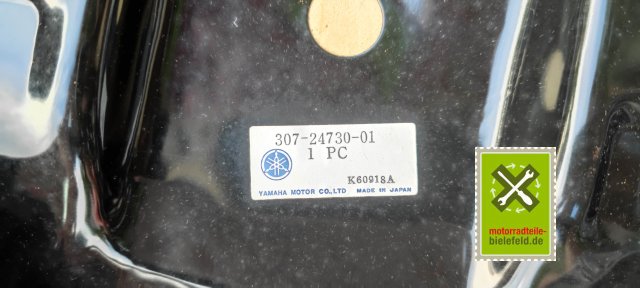 307-24730-01
1 PC
K60918A
YAMAHA MOTOR CO.,LTD MADE IN JAPAN
motorradteile-
bielefeld.de